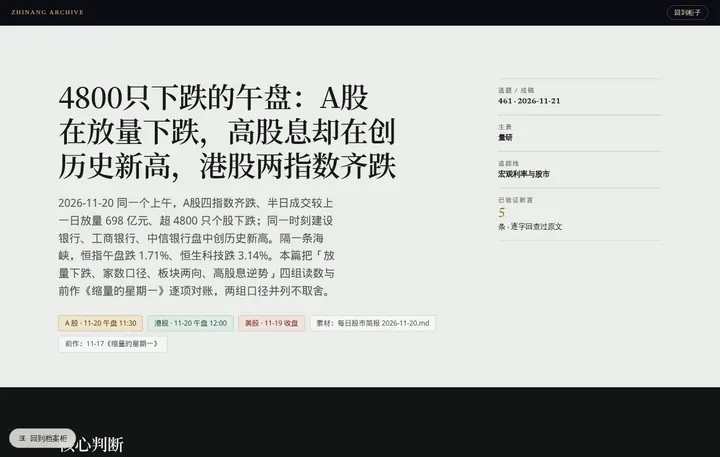 ZHINANG ARCHIVE
回到柜子
4800只下跌的午盘：A股
在放量下跌，高股息却在创
历史新高，港股两指数齐跌
2026-11-20 同一个上午，A股四指数齐跌、半日成交较上
一日放量 698 亿元、超 4800 只个股下跌；同一时刻建设
银行、工商银行、中信银行盘中创历史新高。隔一条海
峡，恒指午盘跌 1.71%、恒生科技跌 3.14%。本篇把「放
量下跌、家数口径、板块两向、高股息逆势」四组读数与
前作《缩量的星期一》逐项对账，两组口径并列不取舍。
A 股 · 11-20 午盘 11:30
港股 · 11-20 午盘 12:00
美股 · 11-19 收盘
素材：每日股市简报 2026-11-20.md
前作：11-17《缩量的星期一》
选题 / 成稿
461 · 2026-11-21
主责
量研
追踪线
宏观利率与股市
已验证断言
5
条 · 逐字回查过原文
回到档案柜
心判断